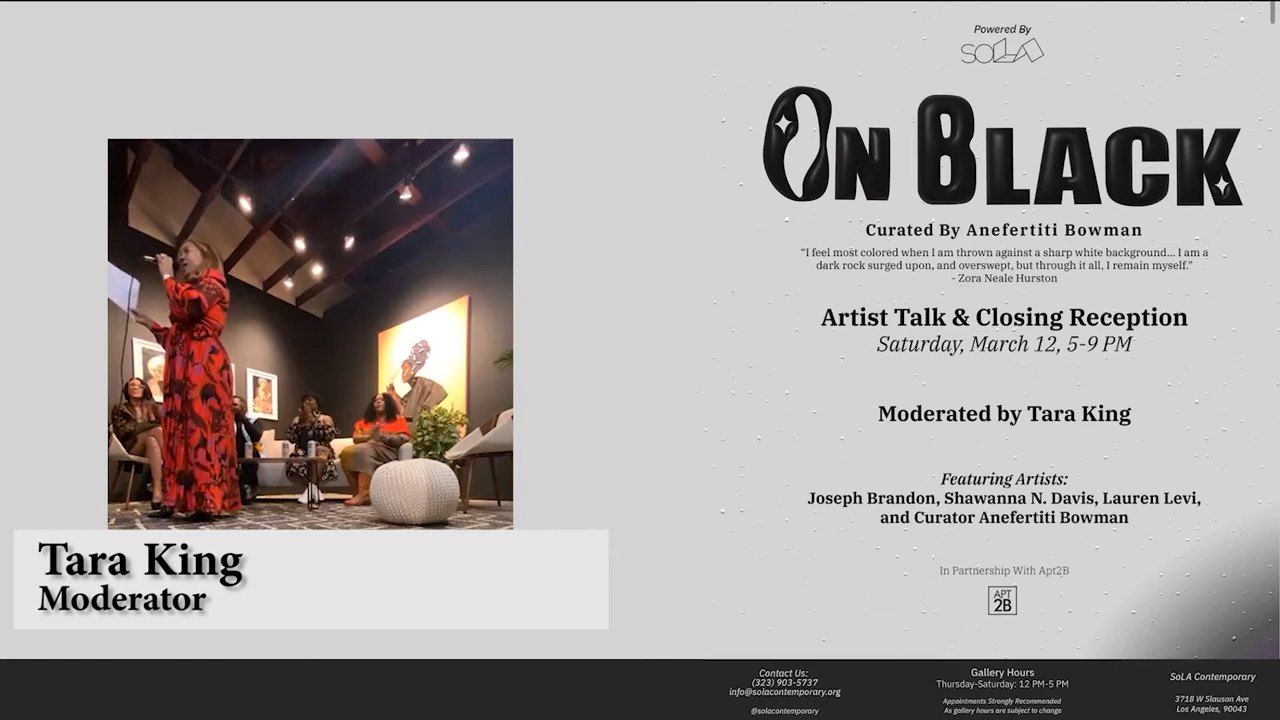 Powered By
SOLA
ON BLACK
Curated By Anefertiti Bowman
"I feel most colored when I am thrown against a sharp white background... I am a
dark rock surged upon, and overswept, but through it all, I remain myself."
- Zora Neale Hurston
Artist Talk & Closing Reception
Saturday, March 12, 5-9 PM
Moderated by Tara King
Featuring Artists:
Joseph Brandon, Shawanna N. Davis, Lauren Levi,
and Curator Anefertiti Bowman
In Partnership With Apt2B
APT
2B
Tara King
Moderator
Contact Us:
(323) 903-5737
info@solacontemporary.org
@solacontemporary
Gallery Hours
Thursday-Saturday: 12 PM-5 PM
Appointments Strongly Recommended
As gallery hours are subject to change
SoLA Contemporary
3718 W Slauson Ave
Los Angeles, 90043